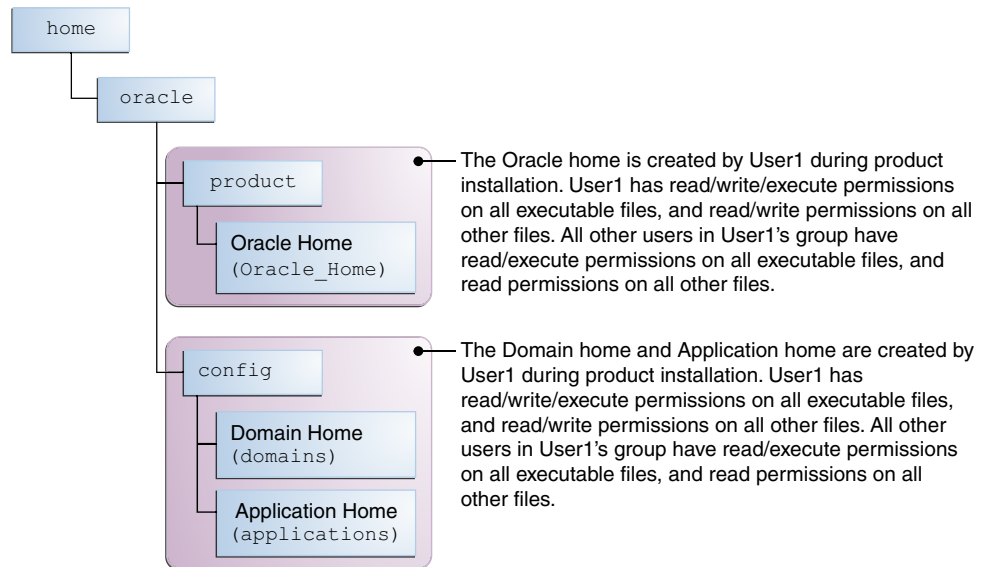 home
oracle
product
Oracle Home
(Oracle_Home)
The Oracle home is created by User1 during product
installation. User1 has read/write/execute permissions
on all executable files, and read/write permissions on all
other files. All other users in User1's group have
read/execute permissions on all executable files, and
read permissions on all other files.
config
Domain Home
(domains)
Application Home
(applications)
The Domain home and Application home are created by
User1 during product installation. User1 has
read/write/execute permissions on all executable files,
and read/write permissions on all other files. All other
users in User1's group have read/execute permissions
on all executable files, and read permissions on all
other files.